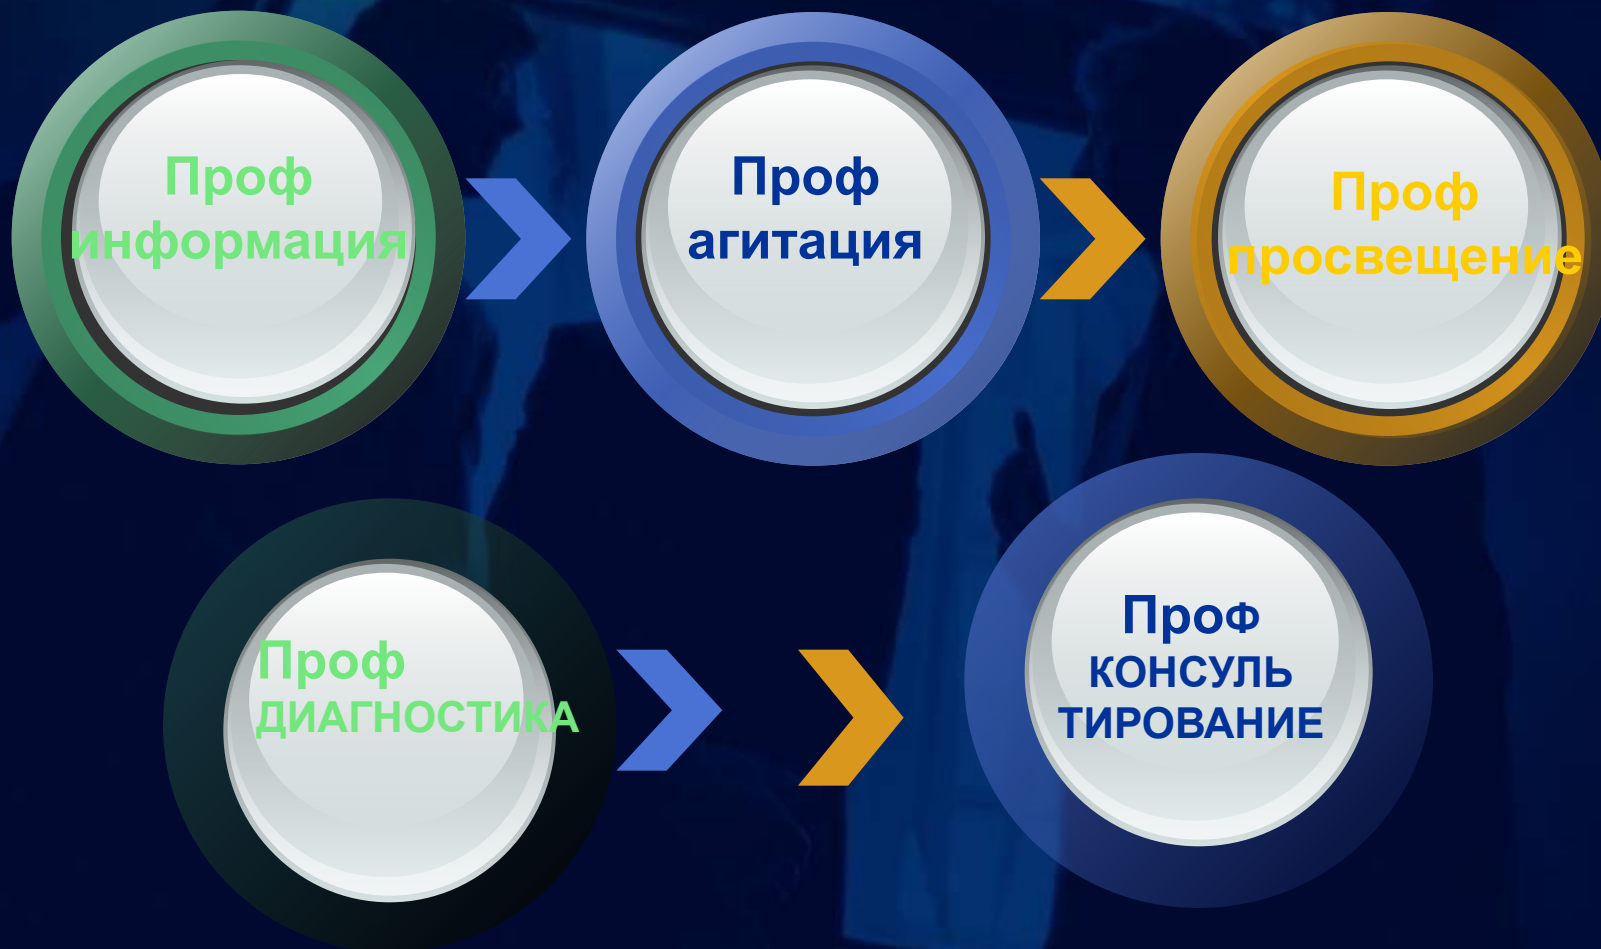 Проф
информация
Проф
агитация
Проф
просвещение
Проф
ДИАГНОСТИКА
ПроФ
КОНСУЛЬ
ТИРОВАНИЕ